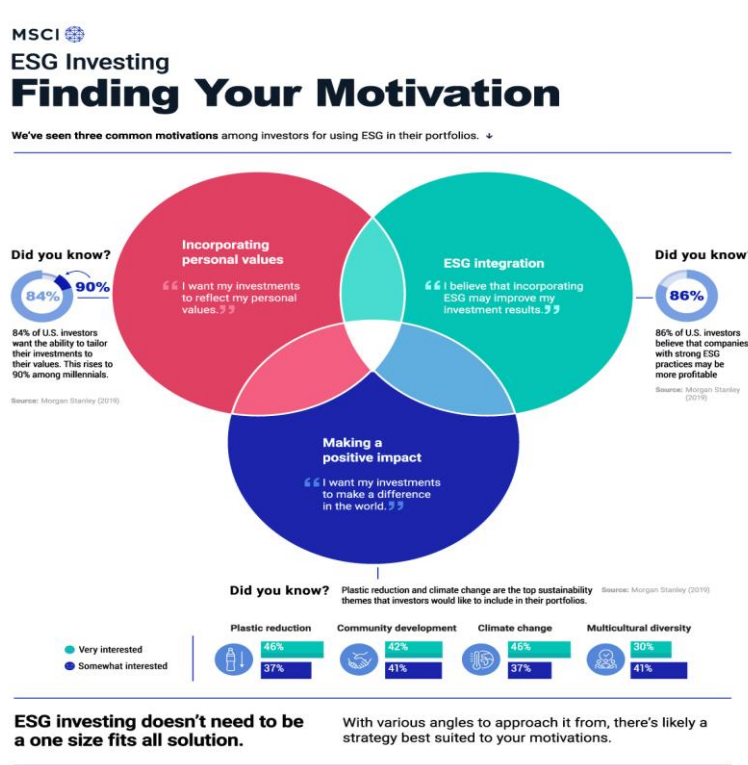 MSCI
ESG Investing
Finding Your Motivation
We've seen three common motivations among investors for using ESG in their portfolios. ↓
Incorporating
personal values
❝ I want my investments
to reflect my personal
values.❞
ESG integration
❝ I believe that incorporating
ESG may improve my
investment results.❞
Did you know?
84%
90%
84% of U.S. investors
want the ability to tailor
their investments to
their values. This rises to
90% among millennials.
Source: Morgan Stanley (2019)
Did you know?
86%
86% of U.S. investors
believe that companies
with strong ESG
practices may be
more profitable
Source: Morgan Stanley
(2019)
Making a
positive impact
❝ I want my investments
to make a difference
in the world.❞
Did you know?
Plastic reduction and climate change are the top sustainability
themes that investors would like to include in their portfolios.
Source: Morgan Stanley (2019)
Very interested
Somewhat interested
Plastic reduction
46%
37%
Community development
42%
41%
Climate change
46%
37%
Multicultural diversity
30%
41%
ESG investing doesn't need to be
a one size fits all solution.
With various angles to approach it from, there's likely a
strategy best suited to your motivations.